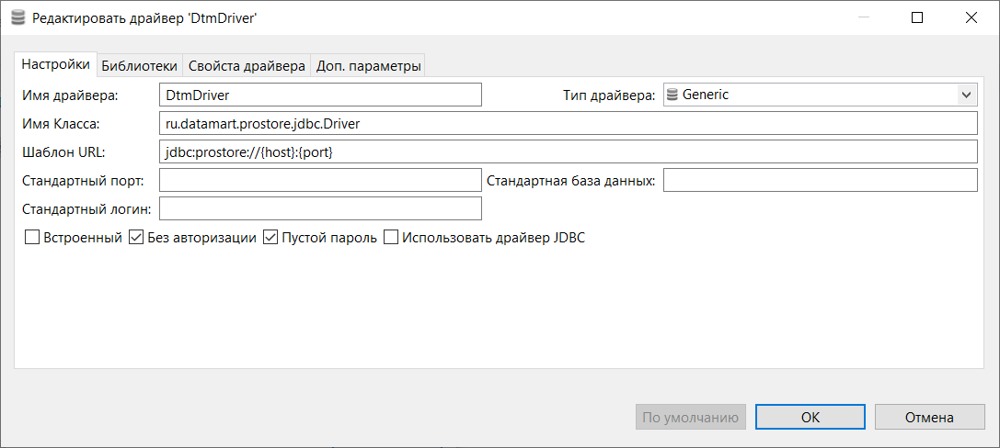 Редактировать драйвер 'DtmDriver'
Настройки Библиотеки Свойста драйвера Доп. параметры
Имя драйвера: DtmDriver Тип драйвера: Generic
Имя Класса: ru.datamart.prostore.jdbc.Driver
Шаблон URL: jdbc:prostore://{host}:{port}
Стандартный порт: Стандартная база данных:
Стандартный логин:
Встроенный Без авторизации Пустой пароль Использовать драйвер JDBC
По умолчанию ОК Отмена